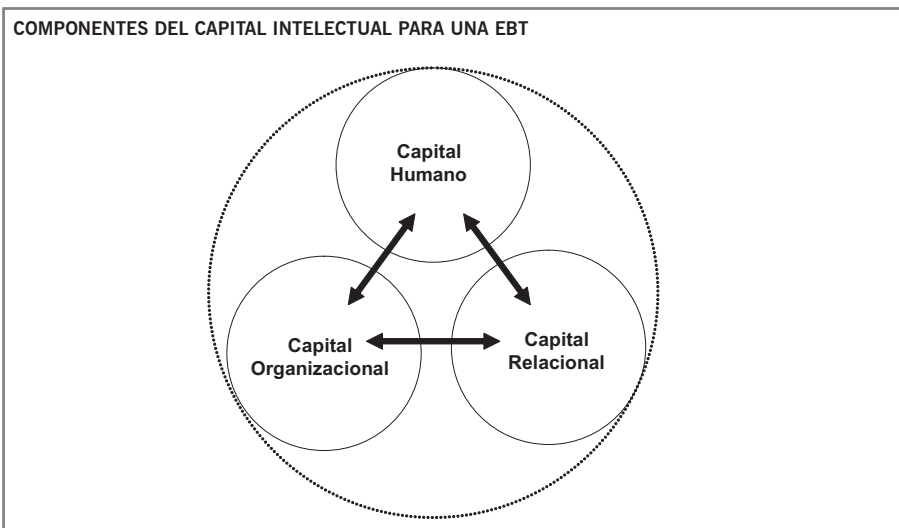 COMPONENTES DEL CAPITAL INTELECTUAL PARA UNA EBT
Capital
Humano
Capital
Organizacional
Capital
Relacional